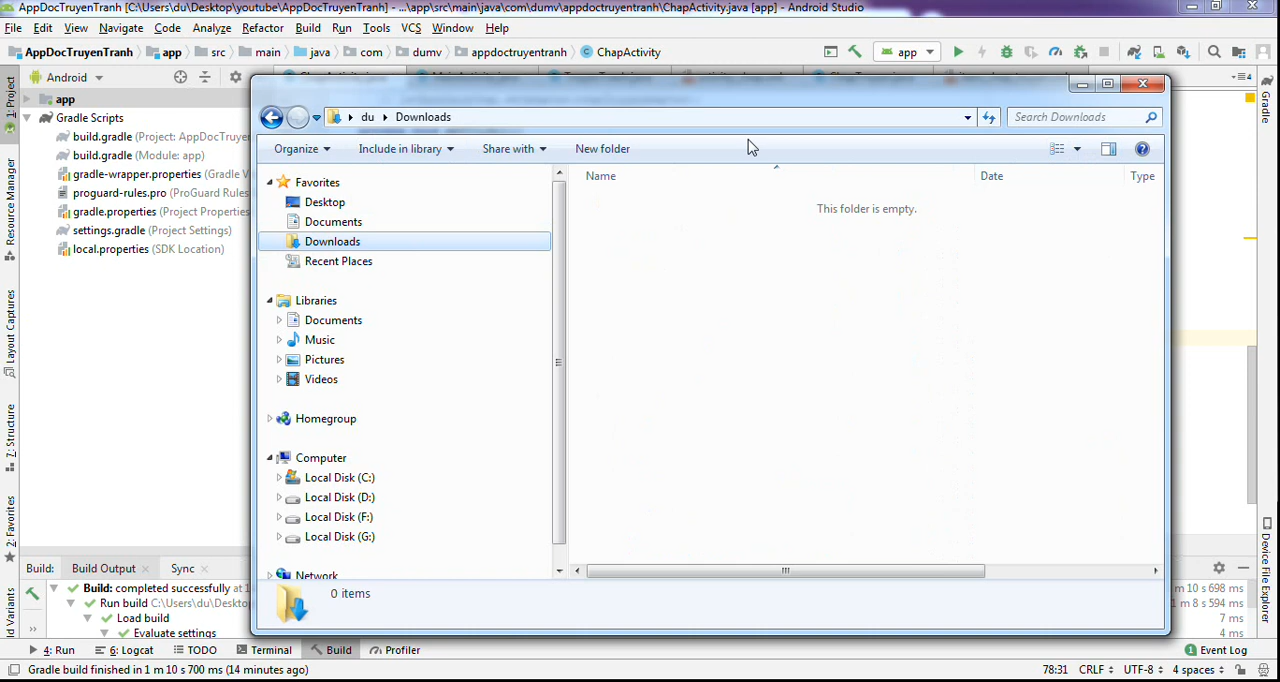 AppDocTruyenTranh [C:\Users\du\Desktop\youtube\AppDocTruyenTranh] - ...\app\src\main\java\com\dumv\appdoctruyentranh\ChapActivity.java [app] - Android Studio
File Edit View Navigate Code Analyze Refactor Build Run Tools VCS Window Help
AppDocTruyenTranh app src main java com dumv appdoctruyentranh ChapActivity app
Android
1: Project
Resource Manager
Layout Captures
7: Structure
2: Favorites
app
Gradle Scripts
build.gradle (Project: AppDocTruyen
build.gradle (Module: app)
gradle-wrapper.properties (Gradle V
proguard-rules.pro (ProGuard Rules
gradle.properties (Project Properties
settings.gradle (Project Settings)
local.properties (SDK Location)
du Downloads
Search Downloads
Organize Include in library Share with New folder
Favorites
Desktop
Documents
Downloads
Recent Places
Libraries
Documents
Music
Pictures
Videos
Homegroup
Computer
Local Disk (C:)
Local Disk (D:)
Local Disk (F:)
Local Disk (G:)
Network
Name Date Type
This folder is empty.
0 items
Gradle
Device File Explorer
Build: Build Output Sync
Build: completed successfully at 1
Run build C:\Users\du\Deskto
Load build
Evaluate settings
m 10 s 698 ms
1 m 8 s 594 ms
7 ms
4 ms
4: Run 6: Logcat TODO Terminal Build Profiler 1 Event Log
Gradle build finished in 1 m 10 s 700 ms (14 minutes ago) 78:31 CRLF UTF-8 4 spaces